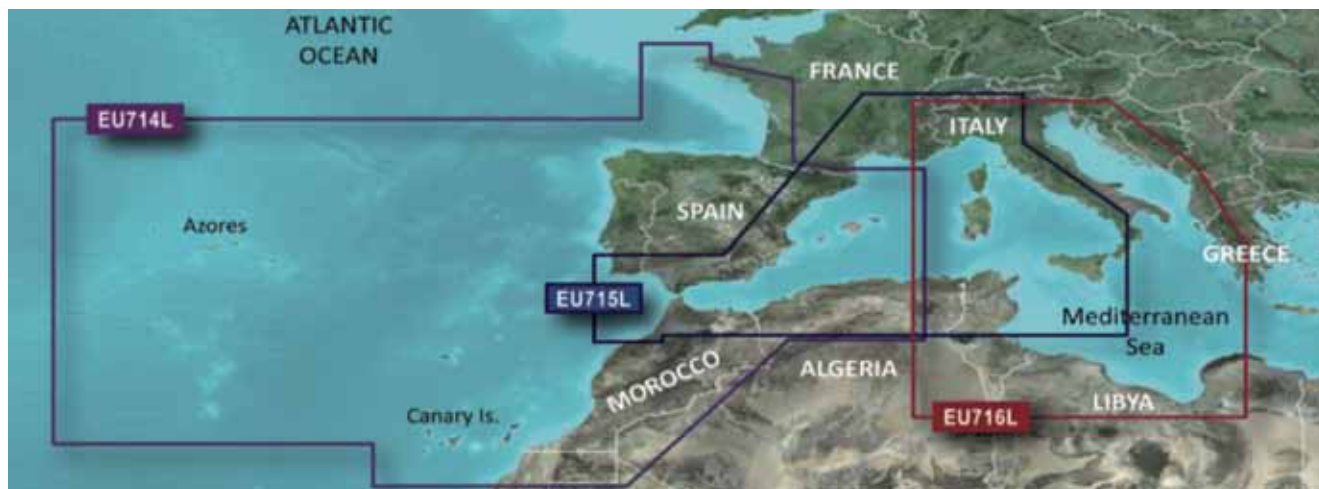 ATLANTIC
OCEAN
FRANCE
EU714L
ITALY
SPAIN
Azores
GREECE
EU715L
Mediterranean
Sea
MOROCCO
ALGERIA
LIBYA
Canary Is.
EU716L